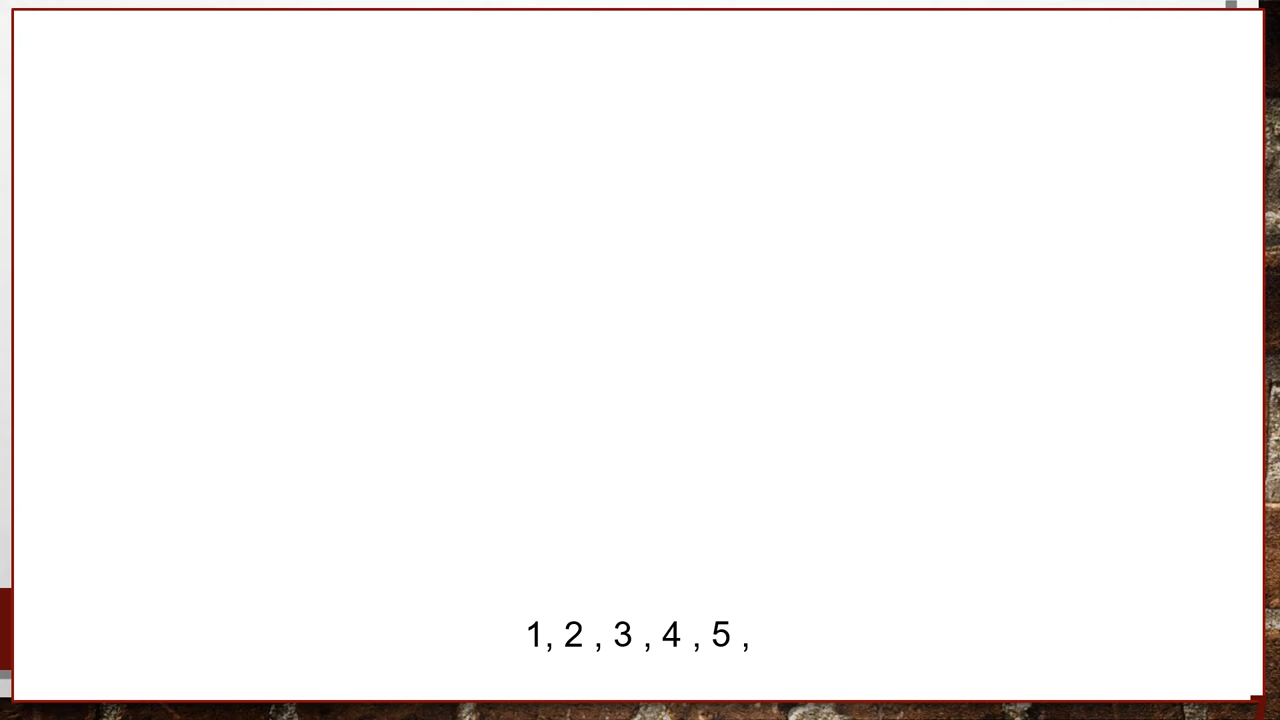 1, 2 , 3 , 4 , 5 ,